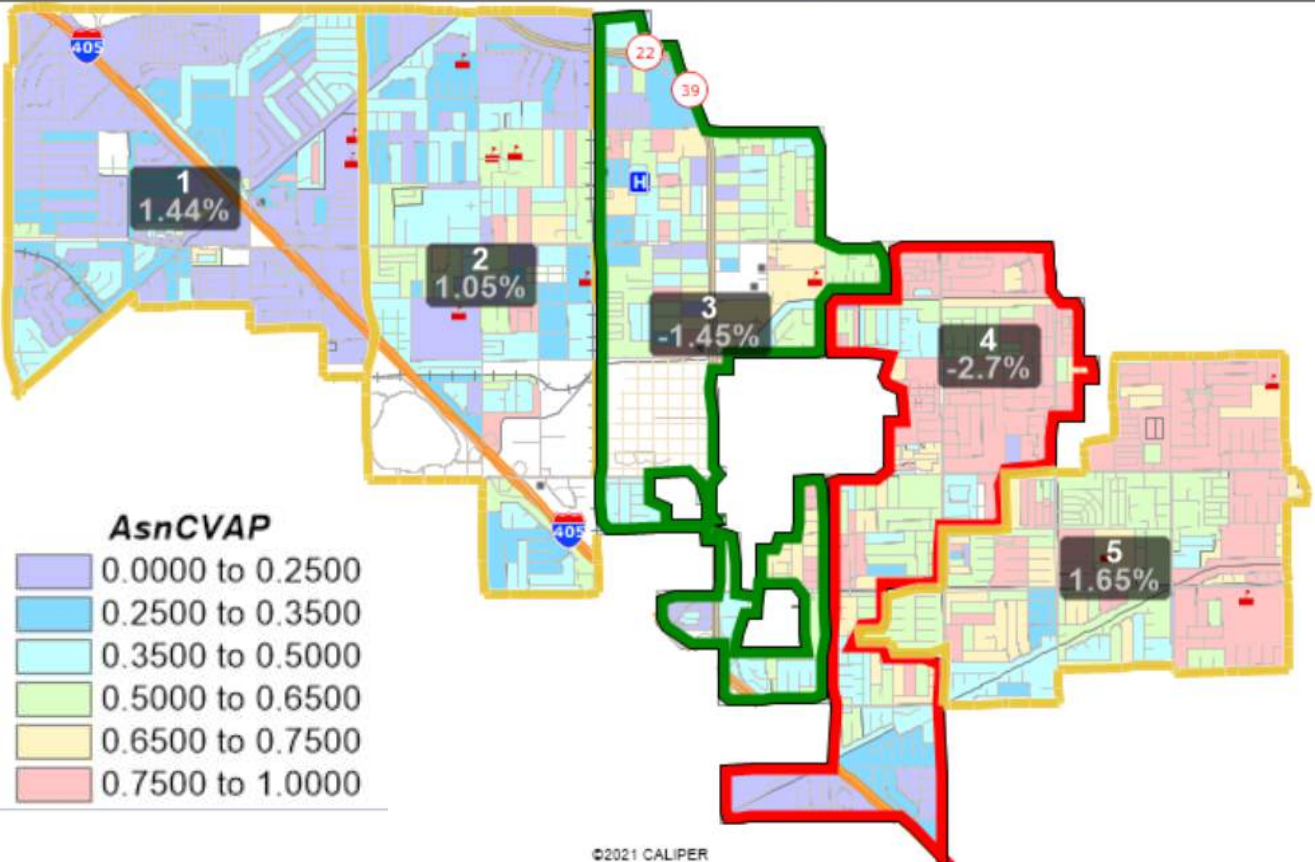 405
22
39
H
1
1.44%
2
1.05%
3
-1.45%
4
-2.7%
5
1.65%
405
AsnCVAP
0.0000 to 0.2500
0.2500 to 0.3500
0.3500 to 0.5000
0.5000 to 0.6500
0.6500 to 0.7500
0.7500 to 1.0000
©2021 CALIPER